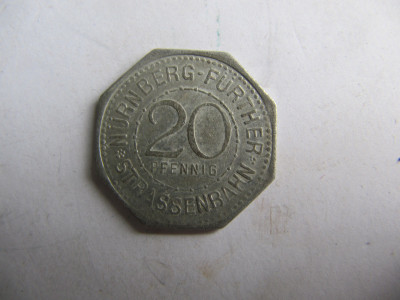 NÜRNBERG-FÜRTHER
20
PFENNIG
*STRASSENBAHN*